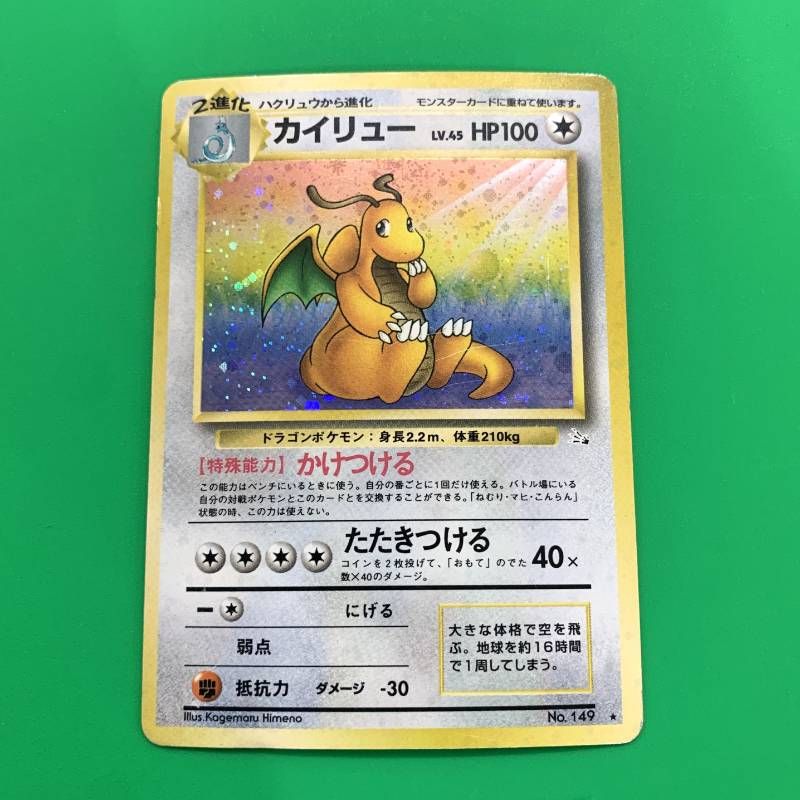 2進化 ハクリュウから進化 モンスターカードに重ねて使います。
カイリュー LV.45 HP100
ドラゴンポケモン：身長2.2m、体重210kg
【特殊能力】かけつける
この能力はベンチにいるときに使う。自分の番ごとに1回だけ使える。バトル場にいる
自分の対戦ポケモンとこのカードとを交換することができる。「ねむり・マヒ・こんらん」
状態の時、この力は使えない。
たたきつける
コインを2枚投げて、「おもて」のでた
数×40のダメージ。
40×
にげる
弱点
抵抗力 ダメージ -30
大きな体格で空を飛
ぶ。地球を約16時間
で1周してしまう。
Illus.Kagemaru Himeno
No. 149 ★